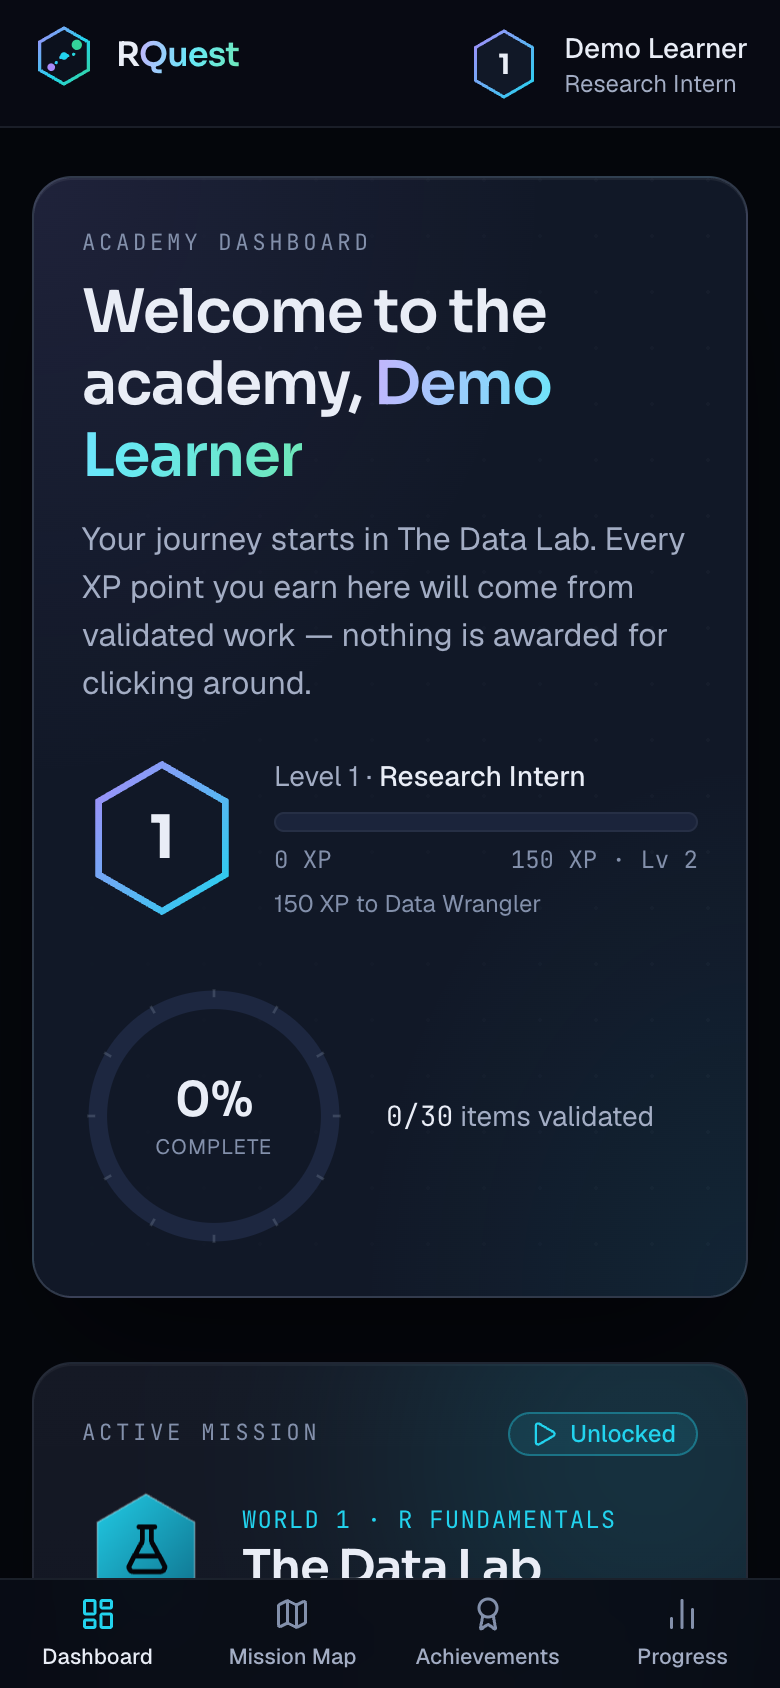 RQuest
1
Demo Learner
Research Intern
ACADEMY DASHBOARD
Welcome to the
academy, Demo
Learner
Your journey starts in The Data Lab. Every
XP point you earn here will come from
validated work — nothing is awarded for
clicking around.
1
Level 1 · Research Intern
0 XP
150 XP · Lv 2
150 XP to Data Wrangler
0%
COMPLETE
0/30 items validated
ACTIVE MISSION
Unlocked
WORLD 1 · R FUNDAMENTALS
The Data Lab
Dashboard
Mission Map
Achievements
Progress